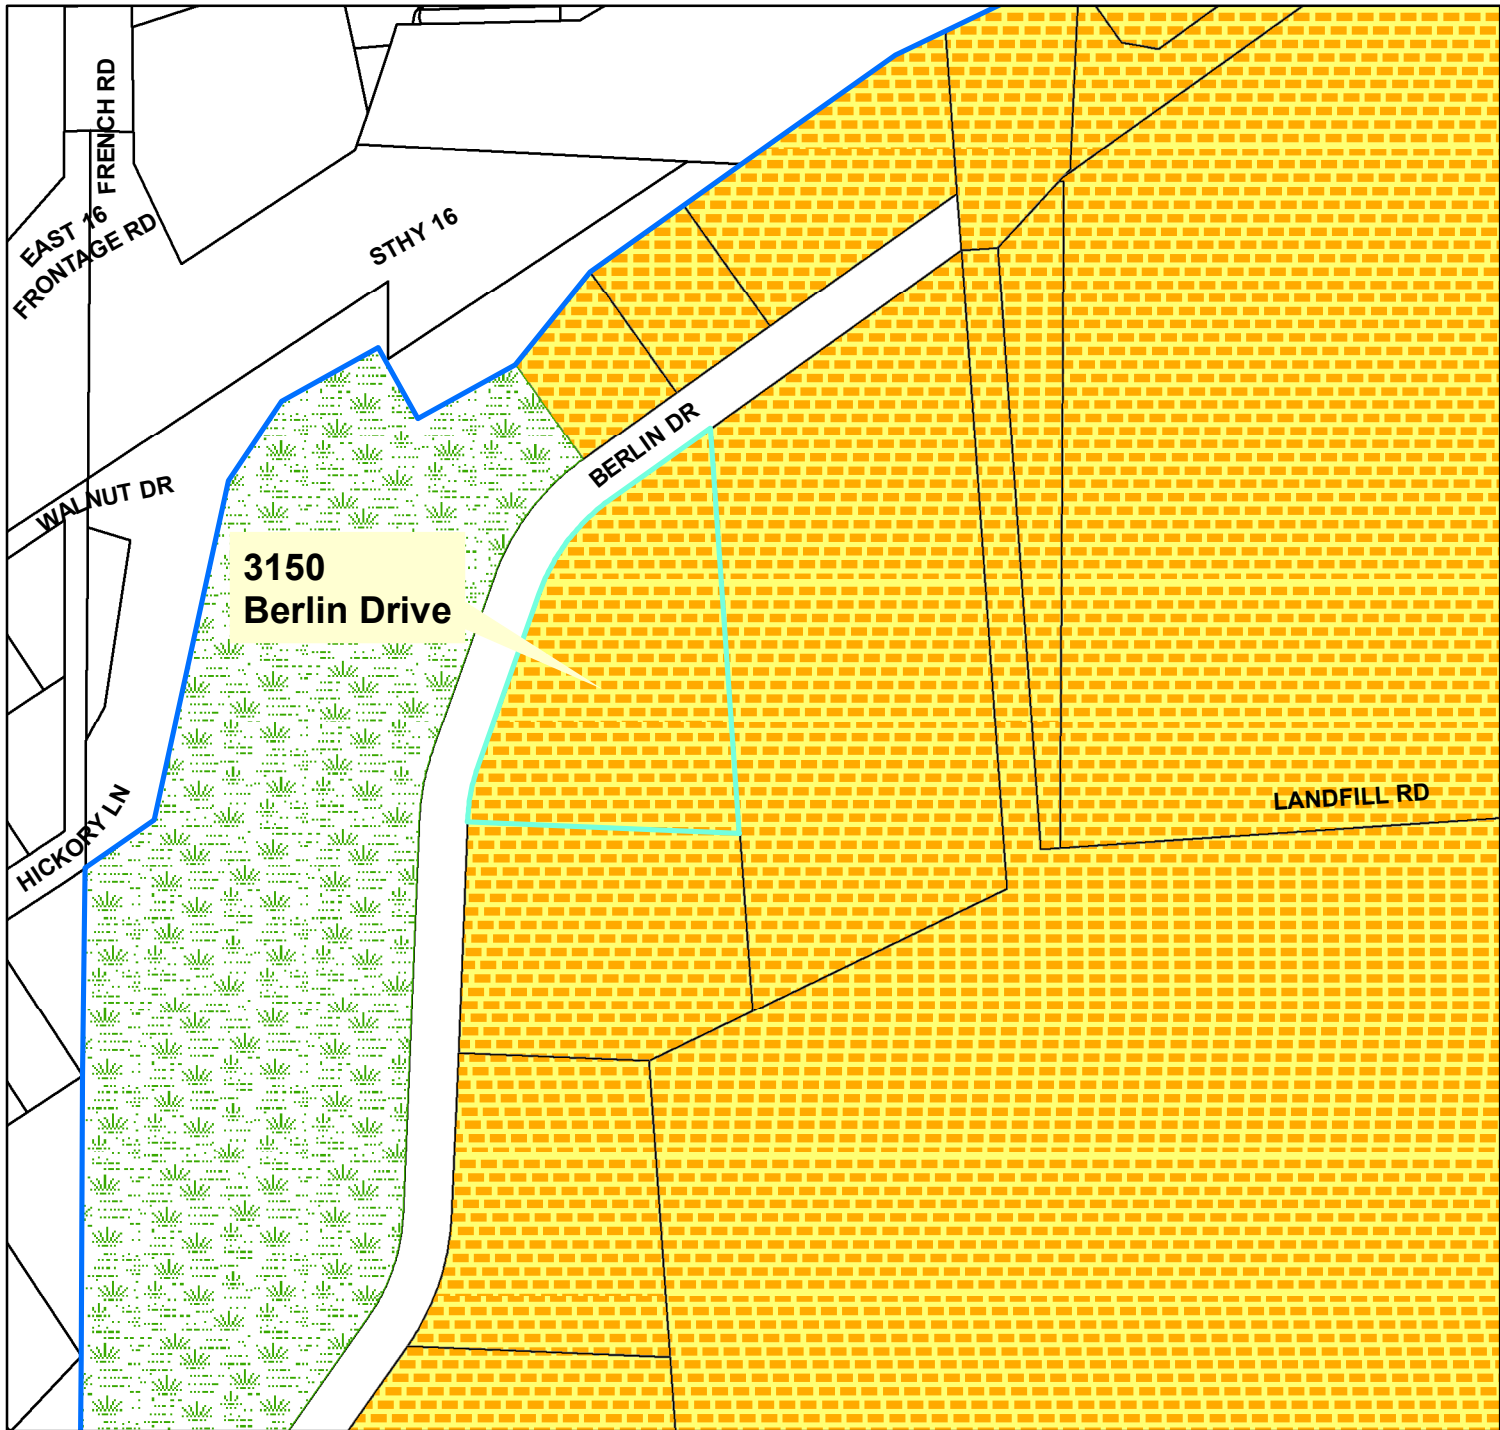 FRENCH RD
EAST 16
FRONTAGE RD
STHY 16
BERLIN DR
WALNUT DR
3150
Berlin Drive
LANDFILL RD
HICKORY LN